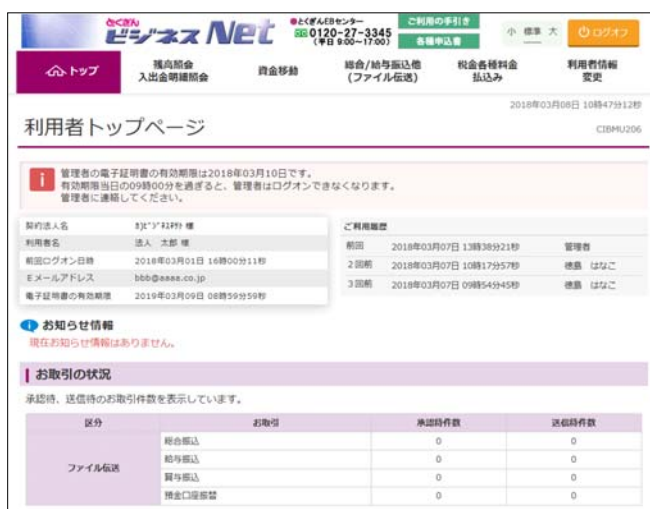 とくぎん
ビジネス Net
●とくぎんEBセンター
0120-27-3345
(平日 9:00~17:00)
ご利用の手引き
各種申込書
小 標準 大
ログオフ
トップ
残高照会
入出金明細照会
資金移動
総合/給与振込他
(ファイル伝送)
税金各種料金
払込み
利用者情報
変更
2018年03月08日 10時47分12秒
利用者トップページ
CIBMU206
管理者の電子証明書の有効期限は2018年03月10日です。
有効期限当日の09時00分を過ぎると、管理者はログオンできなくなります。
管理者に連絡してください。
契約法人名 様
利用者名 法人 太郎 様
前回ログオン日時 2018年03月01日 16時00分11秒
Eメールアドレス bbb@aaaa.co.jp
電子証明書の有効期限 2019年03月09日 08時59分59秒
ご利用履歴
前回 2018年03月07日 13時38分21秒 管理者
2回前 2018年03月07日 10時17分57秒 徳島 はなこ
3回前 2018年03月07日 09時54分45秒 徳島 はなこ
お知らせ情報
現在お知らせ情報はありません。
お取引の状況
承認待、送信待のお取引件数を表示しています。
区分 お取引 承認待件数 送信待件数
ファイル伝送
総合振込 0 0
給与振込 0 0
賞与振込 0 0
預金口座振替 0 0